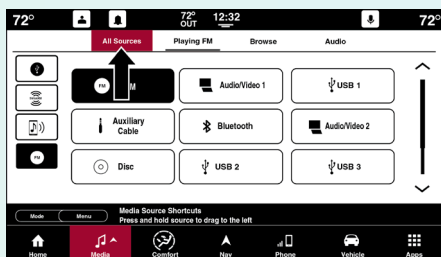 72° 72° OUT 12:32 72°
All Sources Playing FM Browse Audio
FM M Audio/Video 1 USB 1
Auxiliary Cable Bluetooth Audio/Video 2
Disc USB 2 USB 3
FM
Mode Menu Media Source Shortcuts
Press and hold source to drag to the left
Home Media Comfort Nav Phone Vehicle Apps